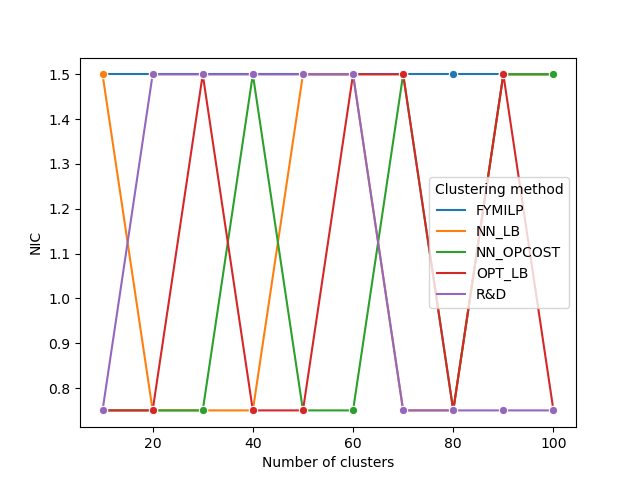 1.5
1.4
1.3
1.2
1.1
1.0
0.9
0.8
NIC
Clustering method
FYMILP
NN_LB
NN_OPCOST
OPT_LB
R&D
20 40 60 80 100
Number of clusters